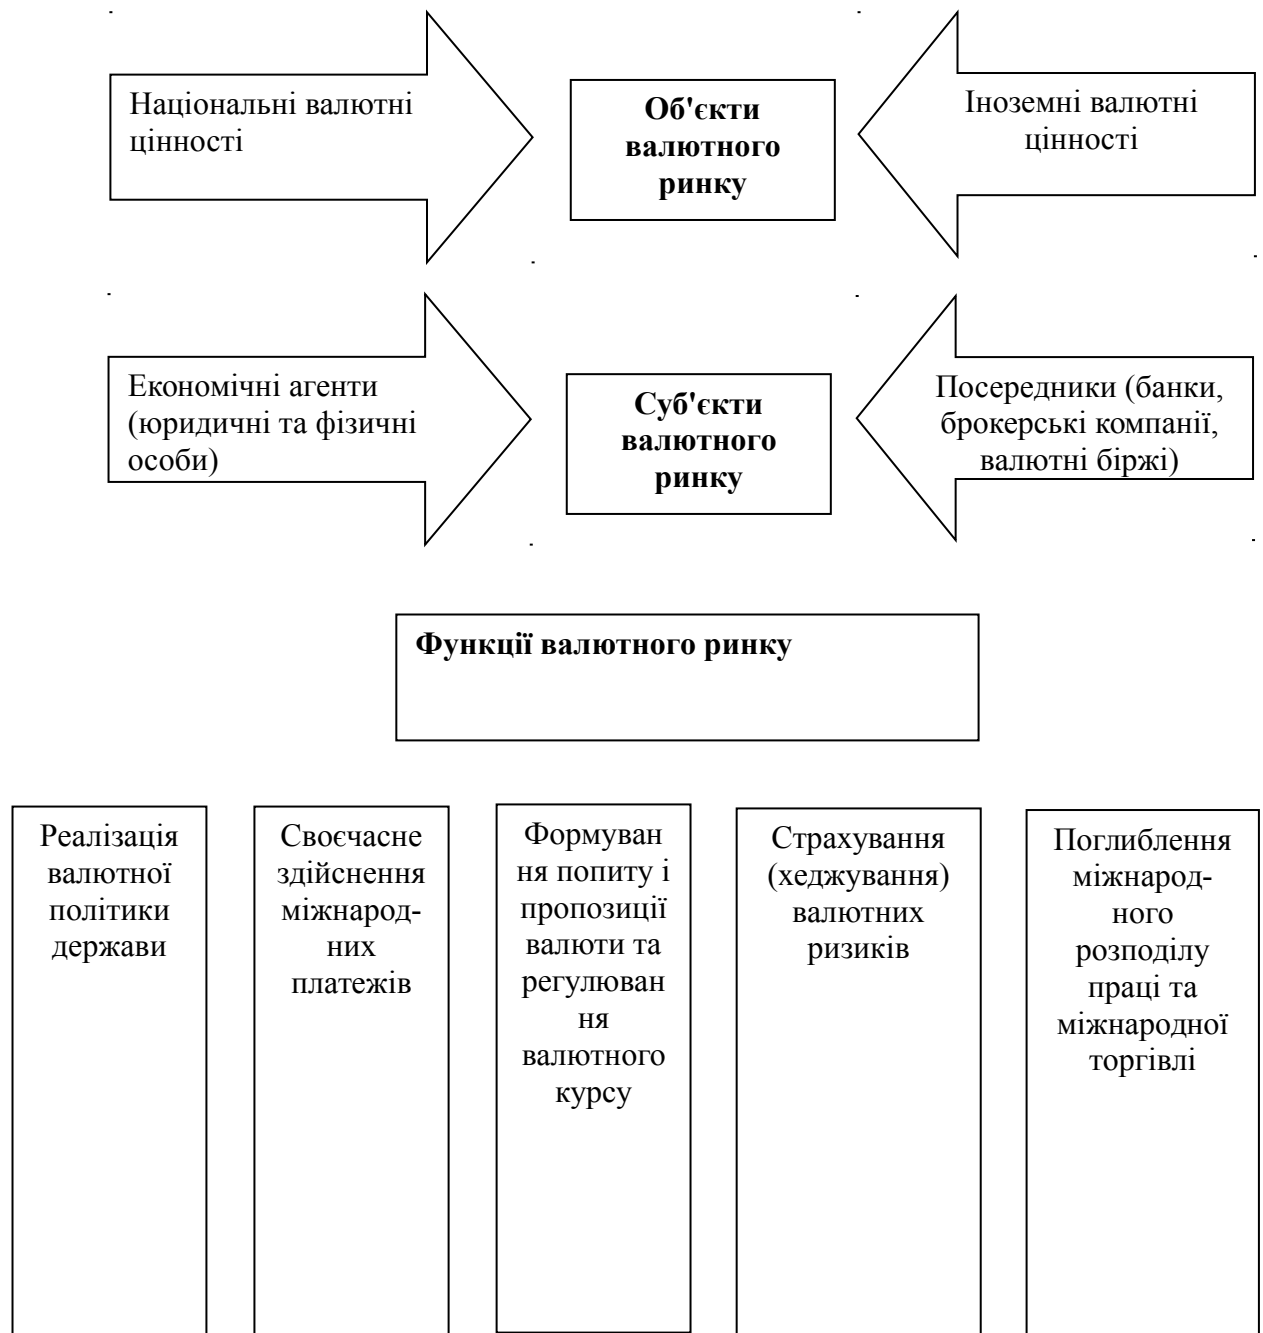 Національні валютні
цінності
Об'єкти
валютного
ринку
Іноземні валютні
цінності
Економічні агенти
(юридичні та фізичні
особи)
Суб'єкти
валютного
ринку
Посередники (банки,
брокерські компанії,
валютні біржі)
Функції валютного ринку
Реалізація
валютної
політики
держави
Своєчасне
здійснення
міжнарод-
них
платежів
Формуван
ня попиту і
пропозиції
валюти та
регулюван
ня
валютного
курсу
Страхування
(хеджування)
валютних
ризиків
Поглиблення
міжнарод-
ного
розподілу
праці та
міжнародної
торгівлі